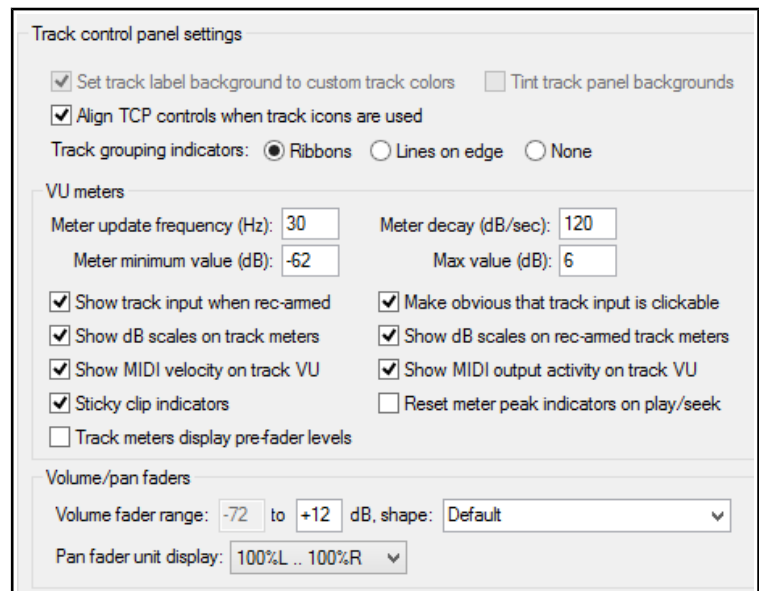 Track control panel settings
Set track label background to custom track colors Tint track panel backgrounds
Align TCP controls when track icons are used
Track grouping indicators: Ribbons Lines on edge None
VU meters
Meter update frequency (Hz): 30 Meter decay (dB/sec): 120
Meter minimum value (dB): -62 Max value (dB): 6
Show track input when rec-armed Make obvious that track input is clickable
Show dB scales on track meters Show dB scales on rec-armed track meters
Show MIDI velocity on track VU Show MIDI output activity on track VU
Sticky clip indicators Reset meter peak indicators on play/seek
Track meters display pre-fader levels
Volume/pan faders
Volume fader range: -72 to +12 dB, shape: Default
Pan fader unit display: 100%L .. 100%R